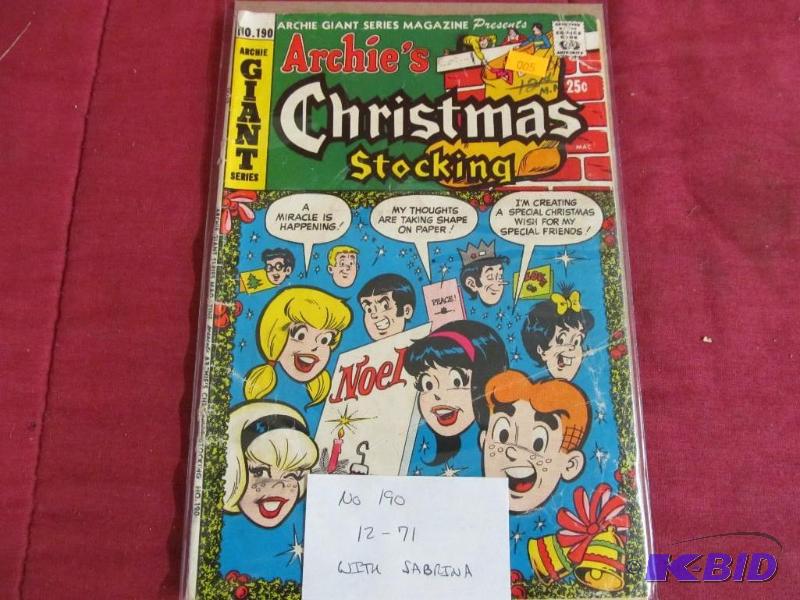 NO.190
ARCHIE GIANT SERIES MAGAZINE Presents
ARCHIE
GIANT
SERIES
Archie's
Christmas
Stocking
005
25¢
A
MIRACLE IS
HAPPENING!
MY THOUGHTS
ARE TAKING SHAPE
ON PAPER!
I'M CREATING
A SPECIAL CHRISTMAS
WISH FOR MY
SPECIAL FRIENDS!
PEACE!
Noel
No 190
12-71
WITH SABRINA
K-BID